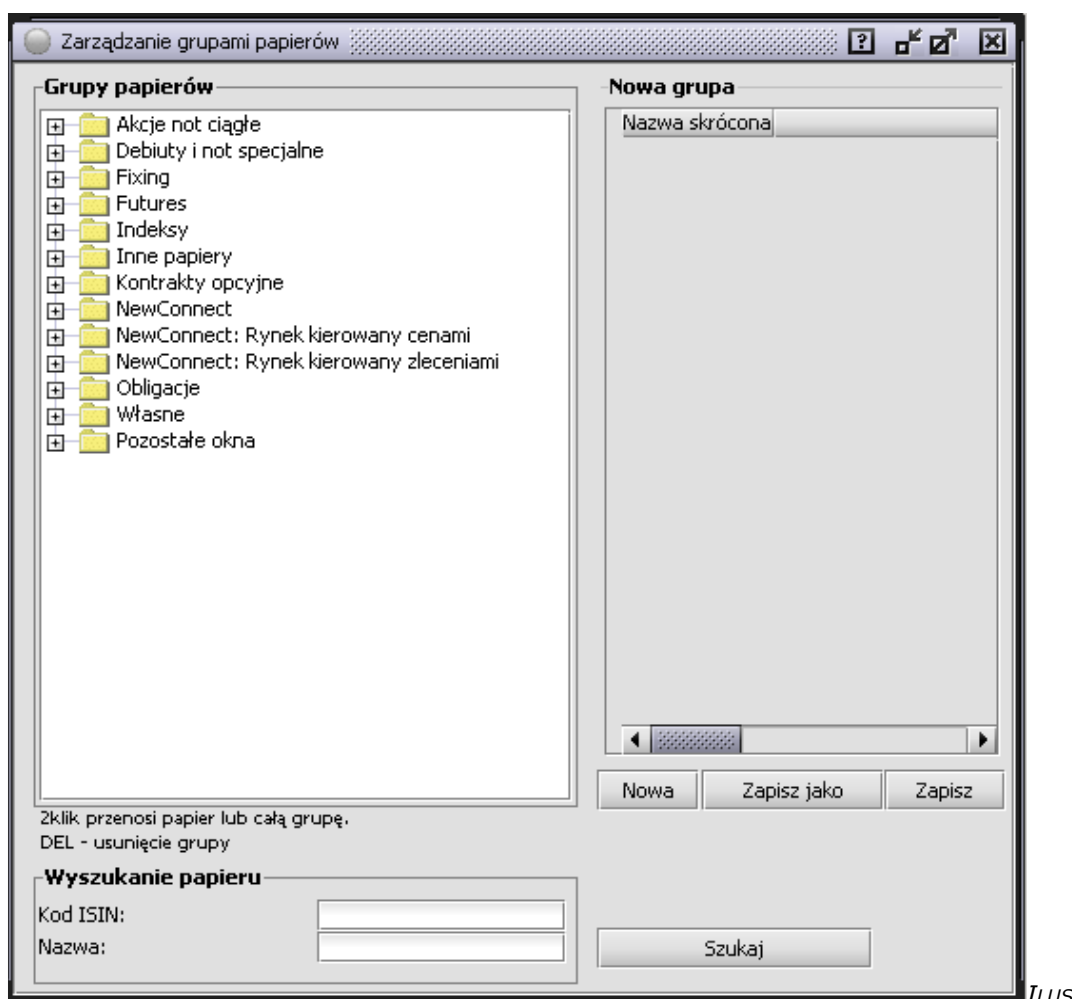 Zarządzanie grupami papierów
Grupy papierów
Akcje not ciągłe
Debiuty i not specjalne
Fixing
Futures
Indeksy
Inne papiery
Kontrakty opcyjne
NewConnect
NewConnect: Rynek kierowany cenami
NewConnect: Rynek kierowany zleceniami
Obligacje
Własne
Pozostałe okna
2klik przenosi papier lub całą grupę.
DEL - usunięcie grupy
Nowa grupa
Nazwa skrócona
Nowa Zapisz jako Zapisz
Wyszukanie papieru
Kod ISIN:
Nazwa:
Szukaj